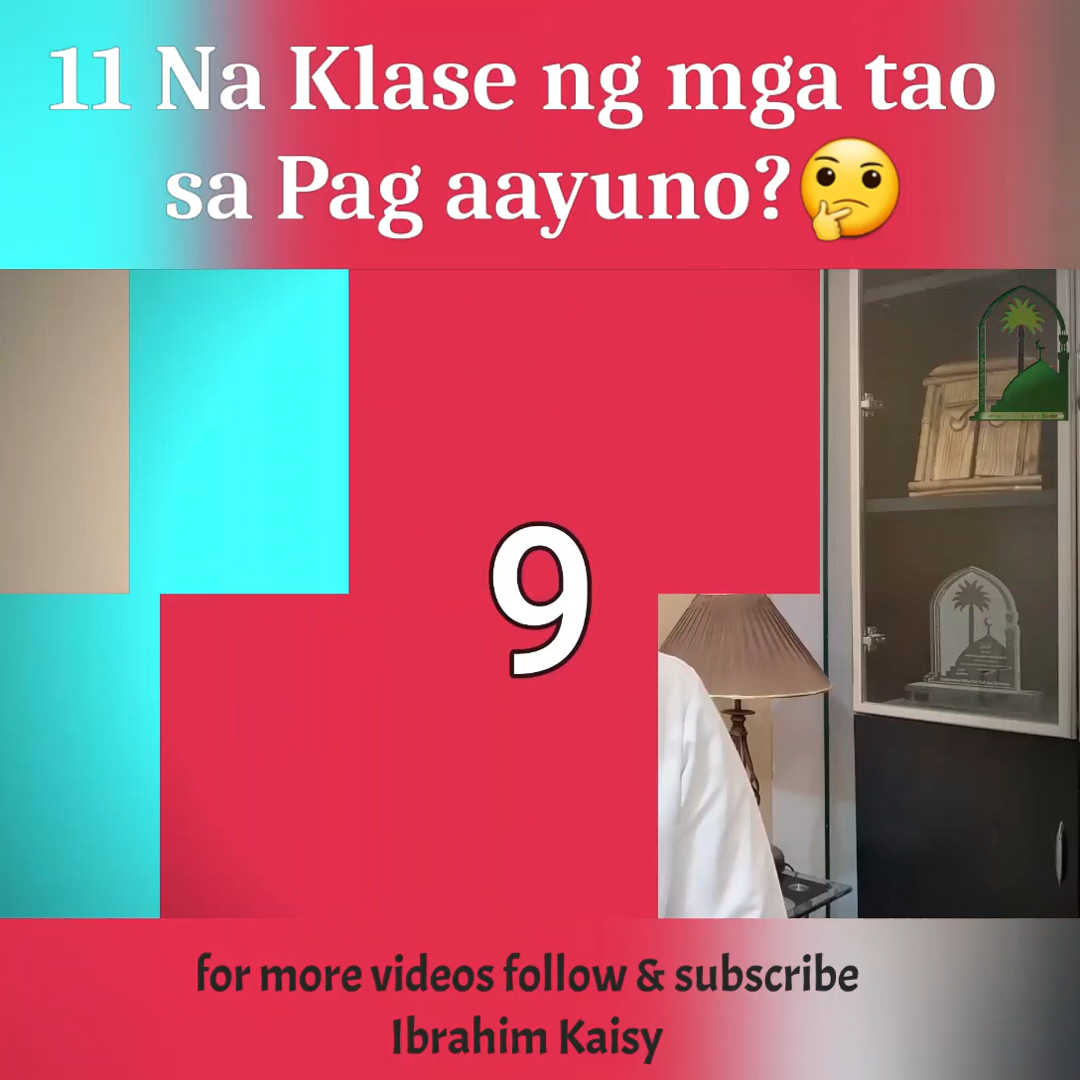 11 Na Klase ng mga tao
sa Pag aayuno?🤔
9
for more videos follow & subscribe
Ibrahim Kaisy